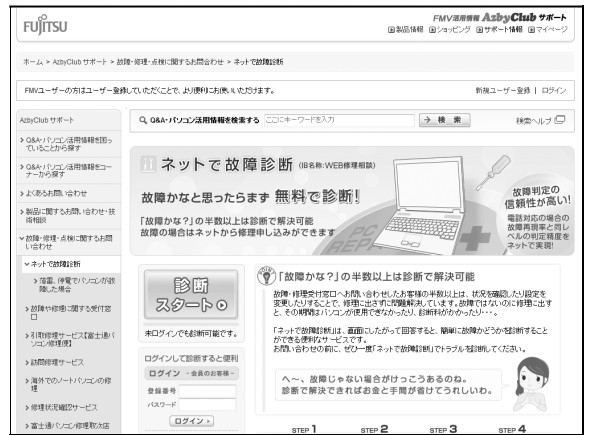 FUJITSU
FMV活用情報 AzbyClub サポート
製品情報 ショッピング サポート情報 マイページ
ホーム > AzbyClub サポート > 故障・修理・点検に関するお問合わせ > ネットで故障診断
FMVユーザーの方はユーザー登録していただくことで、より便利にお使いいただけます。
新規ユーザー登録 | ログイン
AzbyClub サポート
Q&A・パソコン活用情報を検索する ここにキーワードを入力 → 検索 検索ヘルプ
Q&A・パソコン活用情報を困っ
ていることから探す
Q&A・パソコン活用情報をコー
ナーから探す
よくあるお問い合わせ
製品に関するお問い合わせ・技
術相談
故障・修理・点検に関するお問
い合わせ
ネットで故障診断
落雷、停電でパソコンが故
障した場合
故障や修理に関する受付窓
口
引取修理サービス【富士通パ
ソコン修理便】
訪問修理サービス
海外でのノートパソコンの修
理
修理状況確認サービス
富士通パソコン修理取次店
ネットで故障診断 (旧名称:WEB修理相談)
故障かなと思ったらまず 無料で診断!
「故障かな?」の半数以上は診断で解決可能
故障の場合はネットから修理申し込みができます
PC
REPAIR
故障判定の
信頼性が高い!
電話対応の場合の
故障再現率と同レ
ベルの判定精度を
ネットで実現!
診断
スタート
未ログインでも診断可能です。
ログインして診断すると便利
ログイン -会員のお客様-
登録番号
パスワード
ログイン
「故障かな?」の半数以上は診断で解決可能
故障・修理受付窓口へお問い合わせしたお客様の半数以上は、状況を確認したり設定を
変更したりすることで、修理に出さずに問題解決しています。故障ではないのに修理に出す
と、その期間はパソコンが使用できなかったり、診断料がかかったり・・・。
「ネットで故障診断」は、画面にしたがって回答すると、簡単に故障かどうかを診断すること
ができる便利なサービスです。
お問い合わせの前に、ぜひ一度「ネットで故障診断」でトラブルを診断してください。
へ~、故障じゃない場合がけっこうあるのね。
診断で解決できればお金と手間が省けてうれしいわ。
STEP 1 STEP 2 STEP 3 STEP 4